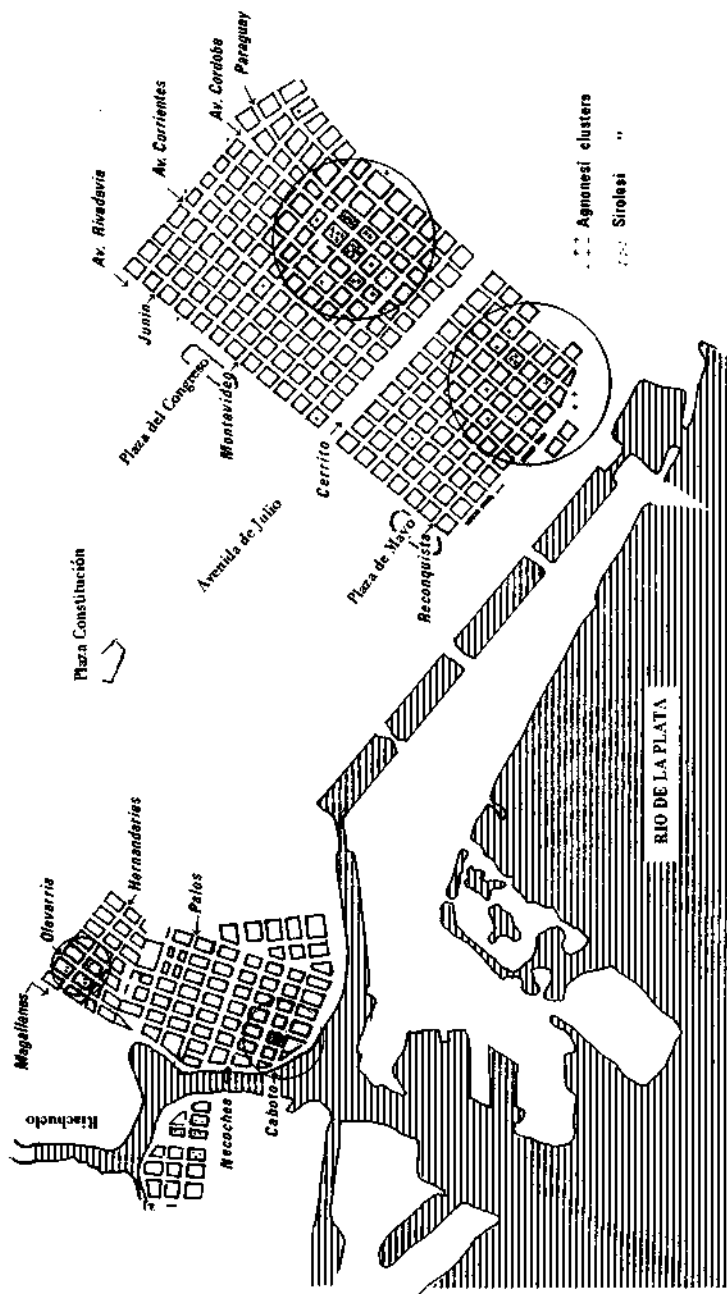 Av. Rivadavia
Av. Corrientes
Av. Cordoba
Paraguay
Junin
Plaza del Congreso
Montevideo
Cerrito
Avenida de Julio
Plaza de Mayo
Reconquista
Plaza Constitución
Agnonesi clusters
Sirolesi "
Olavarria
Magallanes
Hernandarias
Palos
Riachuelo
Necochea
Caboto
RIO DE LA PLATA